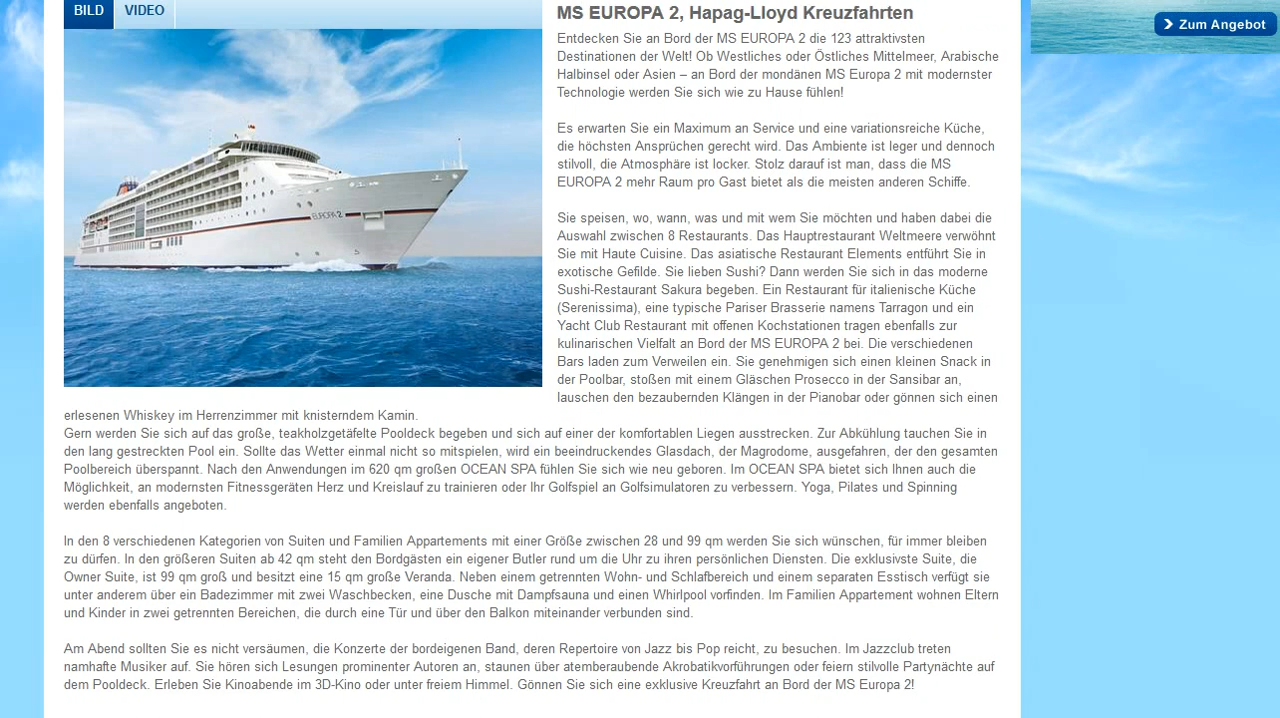 BILD
VIDEO
MS EUROPA 2, Hapag-Lloyd Kreuzfahrten
Zum Angebot
Entdecken Sie an Bord der MS EUROPA 2 die 123 attraktivsten
Destinationen der Welt! Ob Westliches oder Östliches Mittelmeer, Arabische
Halbinsel oder Asien – an Bord der mondänen MS Europa 2 mit modernster
Technologie werden Sie sich wie zu Hause fühlen!
Es erwarten Sie ein Maximum an Service und eine variationsreiche Küche,
die höchsten Ansprüchen gerecht wird. Das Ambiente ist leger und dennoch
stilvoll, die Atmosphäre ist locker. Stolz darauf ist man, dass die MS
EUROPA 2 mehr Raum pro Gast bietet als die meisten anderen Schiffe.
EUROPA 2
Sie speisen, wo, wann, was und mit wem Sie möchten und haben dabei die
Auswahl zwischen 8 Restaurants. Das Hauptrestaurant Weltmeere verwöhnt
Sie mit Haute Cuisine. Das asiatische Restaurant Elements entführt Sie in
exotische Gefilde. Sie lieben Sushi? Dann werden Sie sich in das moderne
Sushi-Restaurant Sakura begeben. Ein Restaurant für italienische Küche
(Serenissima), eine typische Pariser Brasserie namens Tarragon und ein
Yacht Club Restaurant mit offenen Kochstationen tragen ebenfalls zur
kulinarischen Vielfalt an Bord der MS EUROPA 2 bei. Die verschiedenen
Bars laden zum Verweilen ein. Sie genehmigen sich einen kleinen Snack in
der Poolbar, stoßen mit einem Gläschen Prosecco in der Sansibar an,
lauschen den bezaubernden Klängen in der Pianobar oder gönnen sich einen
erlesenen Whiskey im Herrenzimmer mit knisterndem Kamin.
Gern werden Sie sich auf das große, teakholzgetäfelte Pooldeck begeben und sich auf einer der komfortablen Liegen ausstrecken. Zur Abkühlung tauchen Sie in
den lang gestreckten Pool ein. Sollte das Wetter einmal nicht so mitspielen, wird ein beeindruckendes Glasdach, der Magrodome, ausgefahren, der den gesamten
Poolbereich überspannt. Nach den Anwendungen im 620 qm großen OCEAN SPA fühlen Sie sich wie neu geboren. Im OCEAN SPA bietet sich Ihnen auch die
Möglichkeit, an modernsten Fitnessgeräten Herz und Kreislauf zu trainieren oder Ihr Golfspiel an Golfsimulatoren zu verbessern. Yoga, Pilates und Spinning
werden ebenfalls angeboten.
In den 8 verschiedenen Kategorien von Suiten und Familien Appartements mit einer Größe zwischen 28 und 99 qm werden Sie sich wünschen, für immer bleiben
zu dürfen. In den größeren Suiten ab 42 qm steht den Bordgästen ein eigener Butler rund um die Uhr zu ihren persönlichen Diensten. Die exklusivste Suite, die
Owner Suite, ist 99 qm groß und besitzt eine 15 qm große Veranda. Neben einem getrennten Wohn- und Schlafbereich und einem separaten Esstisch verfügt sie
unter anderem über ein Badezimmer mit zwei Waschbecken, eine Dusche mit Dampfsauna und einen Whirlpool vorfinden. Im Familien Appartement wohnen Eltern
und Kinder in zwei getrennten Bereichen, die durch eine Tür und über den Balkon miteinander verbunden sind.
Am Abend sollten Sie es nicht versäumen, die Konzerte der bordeigenen Band, deren Repertoire von Jazz bis Pop reicht, zu besuchen. Im Jazzclub treten
namhafte Musiker auf. Sie hören sich Lesungen prominenter Autoren an, staunen über atemberaubende Akrobatikvorführungen oder feiern stilvolle Partynächte auf
dem Pooldeck. Erleben Sie Kinoabende im 3D-Kino oder unter freiem Himmel. Gönnen Sie sich eine exklusive Kreuzfahrt an Bord der MS Europa 2!